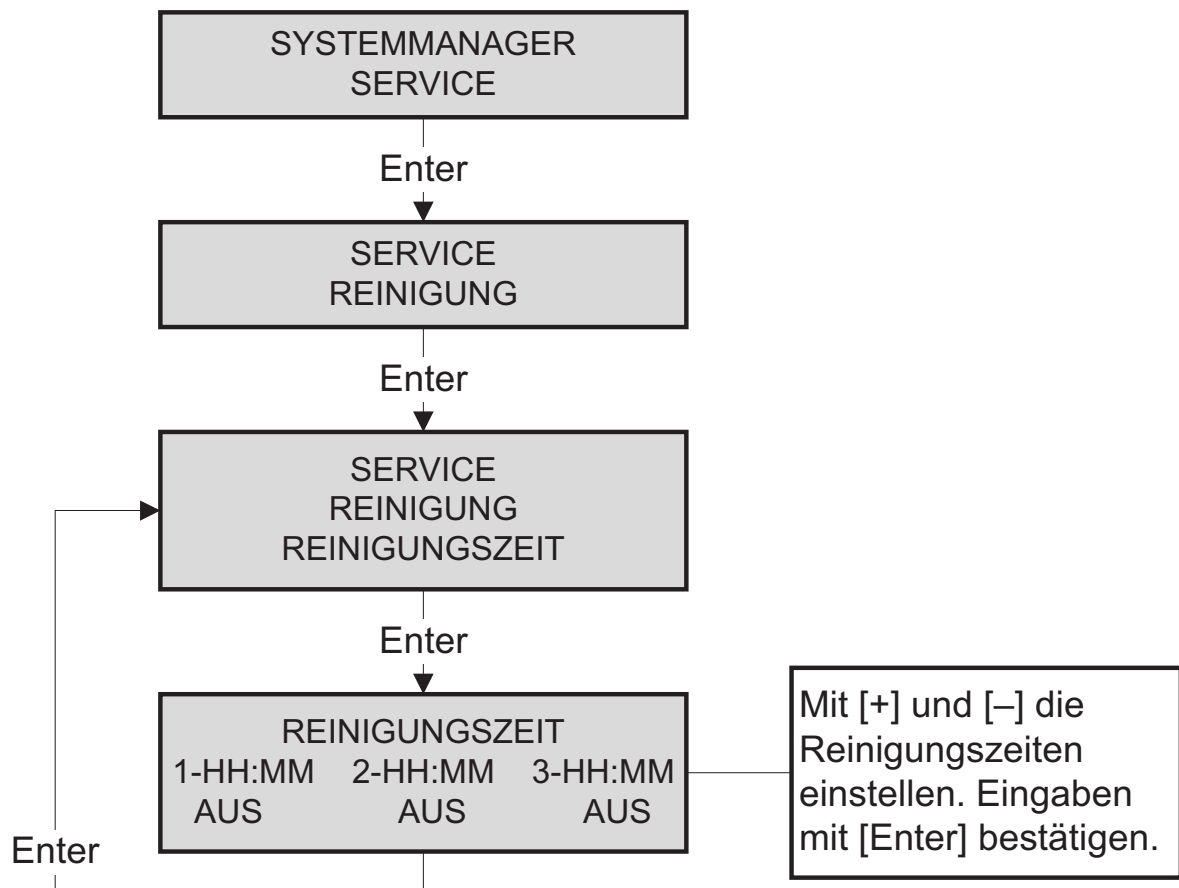 SYSTEMMANAGER
SERVICE
Enter
SERVICE
REINIGUNG
Enter
SERVICE
REINIGUNG
REINIGUNGSZEIT
Enter
REINIGUNGSZEIT
1-HH:MM 2-HH:MM 3-HH:MM
AUS AUS AUS
Mit [+] und [–] die
Reinigungszeiten
einstellen. Eingaben
mit [Enter] bestätigen.
Enter